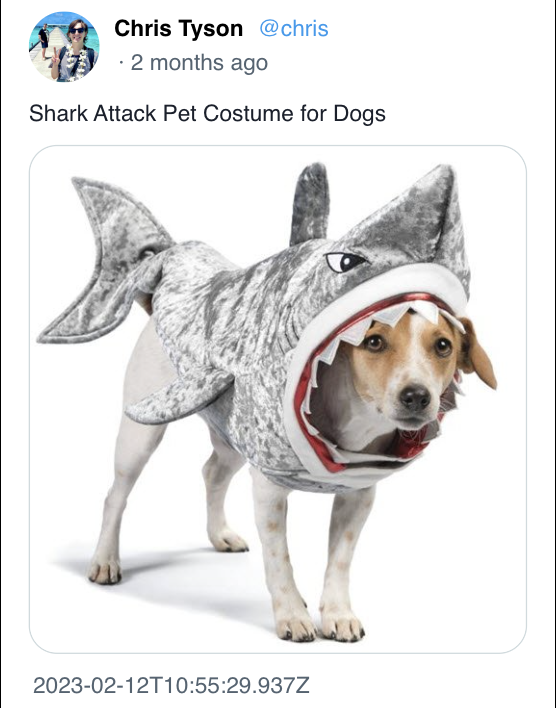 Chris Tyson @chris
· 2 months ago
Shark Attack Pet Costume for Dogs
2023-02-12T10:55:29.937Z